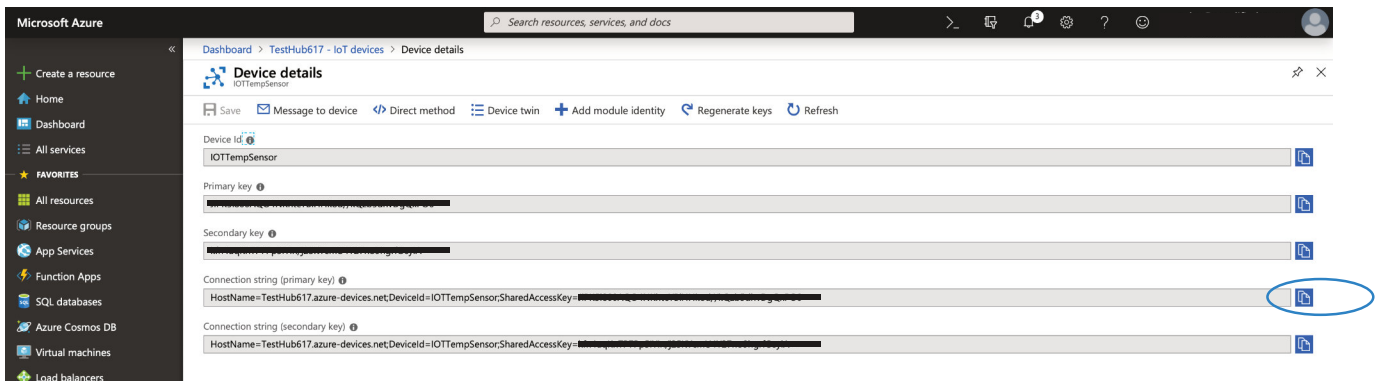 Microsoft Azure
Search resources, services, and docs
3
Dashboard > TestHub617 - IoT devices > Device details
Create a resource
Home
Dashboard
All services
FAVORITES
All resources
Resource groups
App Services
Function Apps
SQL databases
Azure Cosmos DB
Virtual machines
Load balancers
Device details
IOTTempSensor
Save Message to device Direct method Device twin Add module identity Regenerate keys Refresh
Device Id
IOTTempSensor
Primary key
Secondary key
Connection string (primary key)
HostName=TestHub617.azure-devices.net;DeviceId=IOTTempSensor;SharedAccessKey=
Connection string (secondary key)
HostName=TestHub617.azure-devices.net;DeviceId=IOTTempSensor;SharedAccessKey=